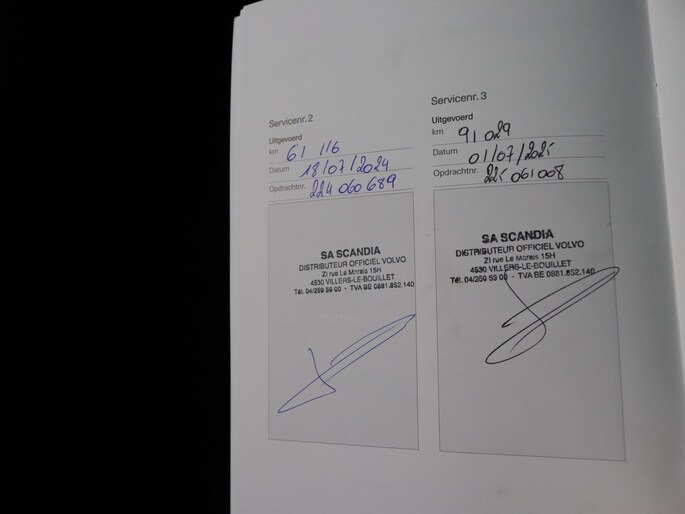 Servicenr. 2
Uitgevoerd
km 61 116
Datum 18/07/2024
Opdrachtnr. 224 060 689
SA SCANDIA
DISTRIBUTEUR OFFICIEL VOLVO
ZI rue Le Marais 15H
4530 VILLERS-LE-BOUILLET
Tél. 04/259 59 00 - TVA BE 0881.852.140
Servicenr. 3
Uitgevoerd
km 91 029
Datum 01/07/2025
Opdrachtnr. 225 061 008
SA SCANDIA
DISTRIBUTEUR OFFICIEL VOLVO
ZI rue Le Marais 15H
4530 VILLERS-LE-BOUILLET
Tél. 04/259 59 00 - TVA BE 0881.852.140